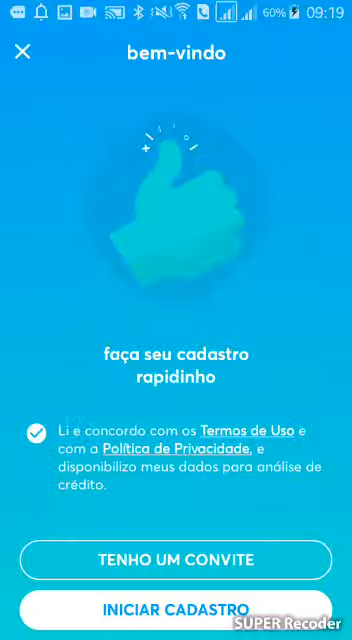 60% 09:19
bem-vindo
faça seu cadastro
rapidinho
Li e concordo com os Termos de Uso e
com a Política de Privacidade, e
disponibilizo meus dados para análise de
crédito.
TENHO UM CONVITE
INICIAR CADASTRO
SUPER Recoder